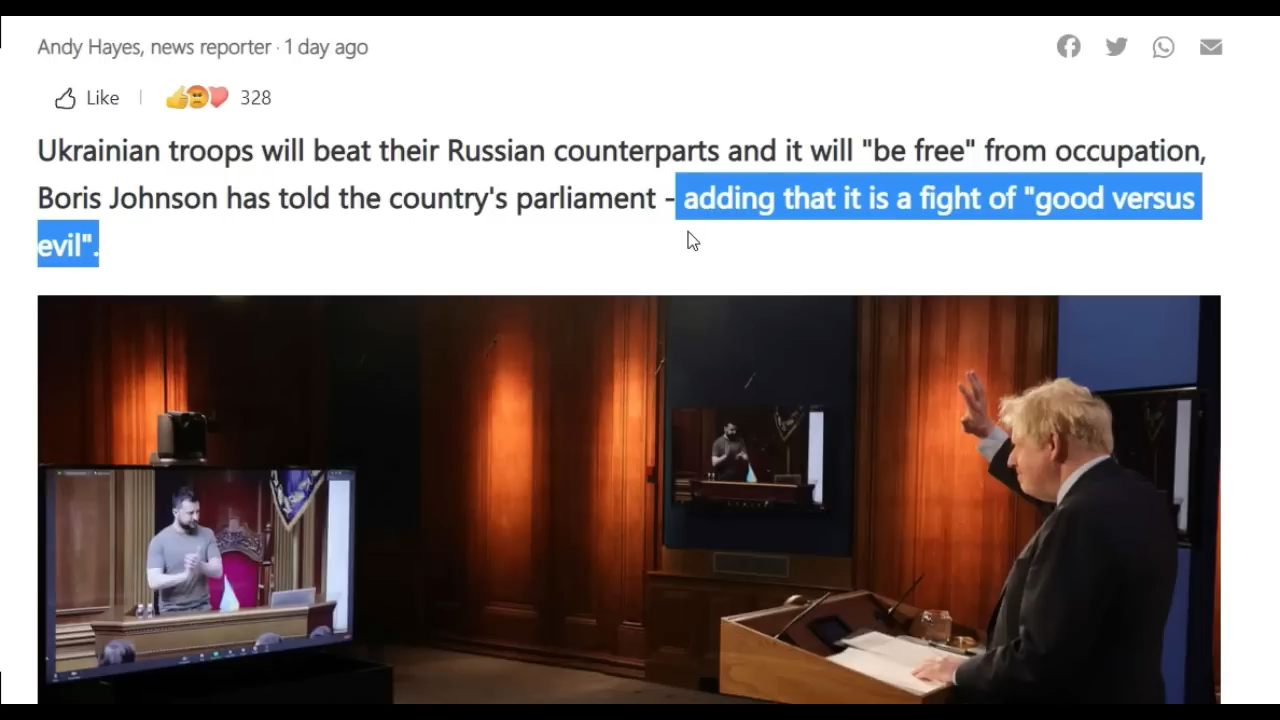 Andy Hayes, news reporter · 1 day ago
Like
328
Ukrainian troops will beat their Russian counterparts and it will "be free" from occupation,
Boris Johnson has told the country's parliament - adding that it is a fight of "good versus
evil".